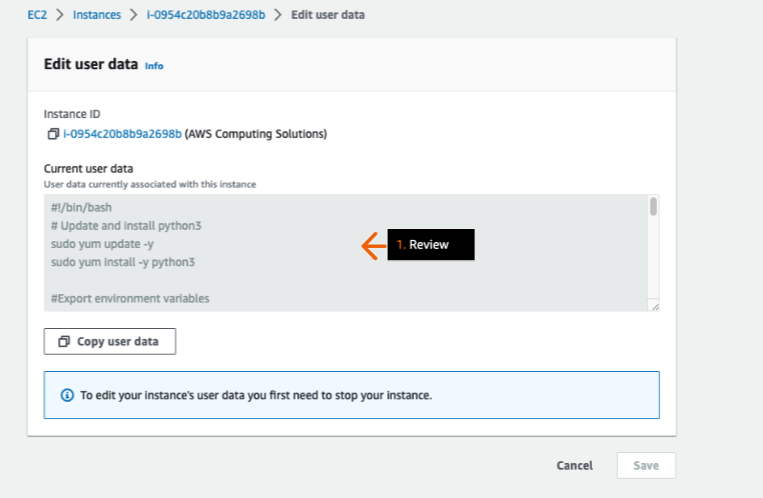 EC2 > Instances > i-0954c20b8b9a2698b > Edit user data
Edit user data Info
Instance ID
i-0954c20b8b9a2698b (AWS Computing Solutions)
Current user data
User data currently associated with this instance
#!/bin/bash
# Update and install python3
sudo yum update -y
sudo yum install -y python3
#Export environment variables
1. Review
Copy user data
To edit your instance's user data you first need to stop your instance.
Cancel Save